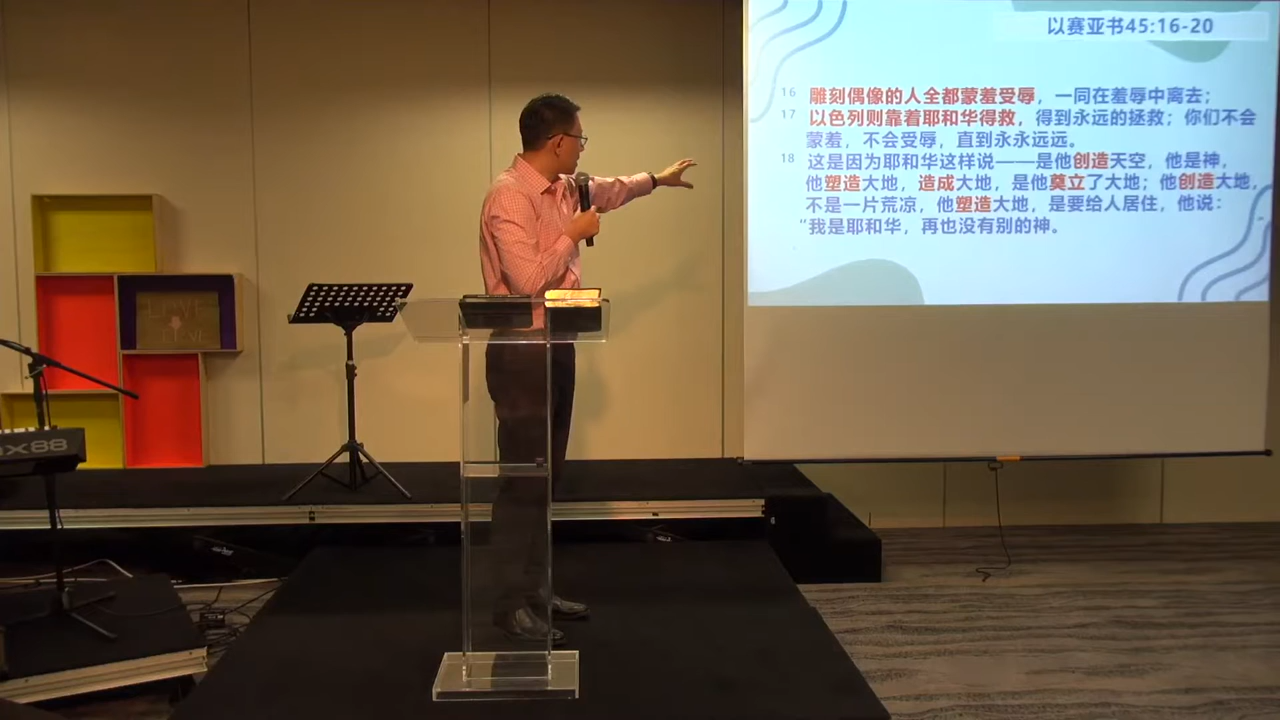 以赛亚书45:16-20
16 雕刻偶像的人全都蒙羞受辱，一同在羞辱中离去；
17 以色列则靠着耶和华得救，得到永远的拯救；你们不会
蒙羞，不会受辱，直到永永远远。
18 这是因为耶和华这样说——是他创造天空，他是神，
他塑造大地，造成大地，是他奠立了大地；他创造大地，
不是一片荒凉，他塑造大地，是要给人居住，他说：
“我是耶和华，再也没有别的神。
LOVE
X88